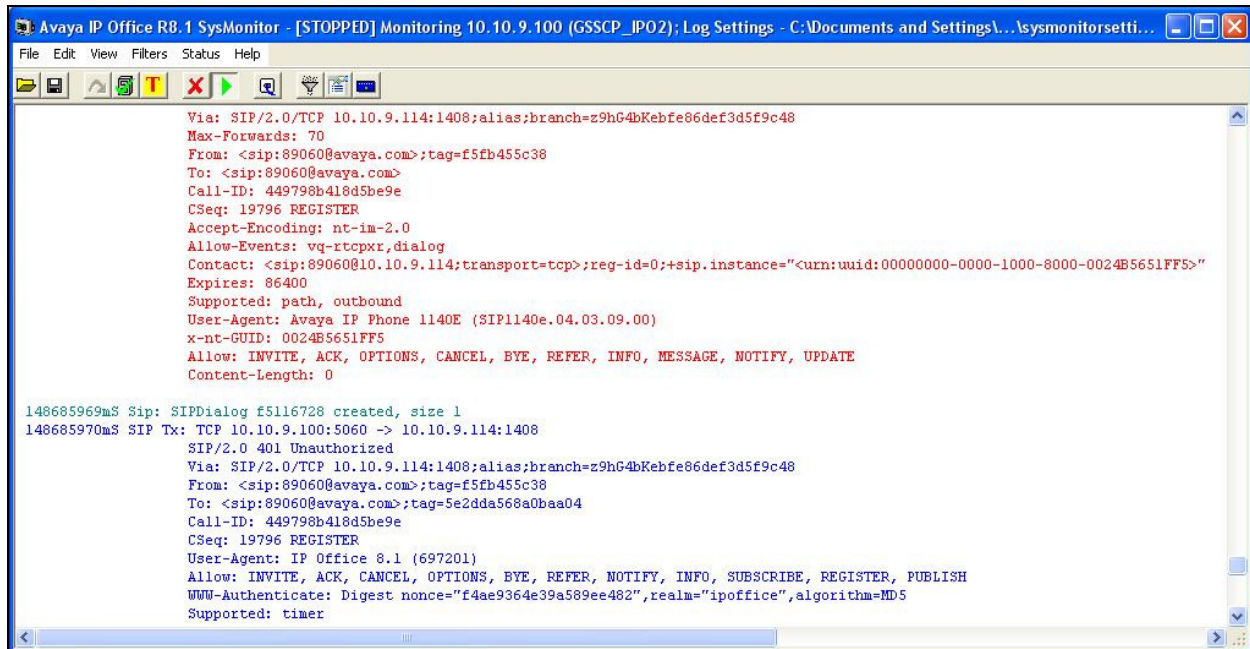 Avaya IP Office R8.1 SysMonitor - [STOPPED] Monitoring 10.10.9.100 (GSSCP_IPO2); Log Settings - C:\Documents and Settings\...\sysmonitorsetti...
File Edit View Filters Status Help
T
Via: SIP/2.0/TCP 10.10.9.114:1408;alias;branch=z9hG4bKebfe86def3d5f9c48
Max-Forwards: 70
From: <sip:89060@avaya.com>;tag=f5fb455c38
To: <sip:89060@avaya.com>
Call-ID: 449798b418d5be9e
CSeq: 19796 REGISTER
Accept-Encoding: nt-im-2.0
Allow-Events: vq-rtcpxr,dialog
Contact: <sip:89060@10.10.9.114;transport=tcp>;reg-id=0;+sip.instance="<urn:uuid:00000000-0000-1000-8000-0024B5651FF5>"
Expires: 86400
Supported: path, outbound
User-Agent: Avaya IP Phone 1140E (SIP1140e.04.03.09.00)
x-nt-GUID: 0024B5651FF5
Allow: INVITE, ACK, OPTIONS, CANCEL, BYE, REFER, INFO, MESSAGE, NOTIFY, UPDATE
Content-Length: 0
148685969mS Sip: SIPDialog f5116728 created, size 1
148685970mS SIP Tx: TCP 10.10.9.100:5060 -> 10.10.9.114:1408
SIP/2.0 401 Unauthorized
Via: SIP/2.0/TCP 10.10.9.114:1408;alias;branch=z9hG4bKebfe86def3d5f9c48
From: <sip:89060@avaya.com>;tag=f5fb455c38
To: <sip:89060@avaya.com>;tag=5e2dda568a0baa04
Call-ID: 449798b418d5be9e
CSeq: 19796 REGISTER
User-Agent: IP Office 8.1 (697201)
Allow: INVITE, ACK, CANCEL, OPTIONS, BYE, REFER, NOTIFY, INFO, SUBSCRIBE, REGISTER, PUBLISH
WWW-Authenticate: Digest nonce="f4ae9364e39a589ee482",realm="ipoffice",algorithm=MD5
Supported: timer